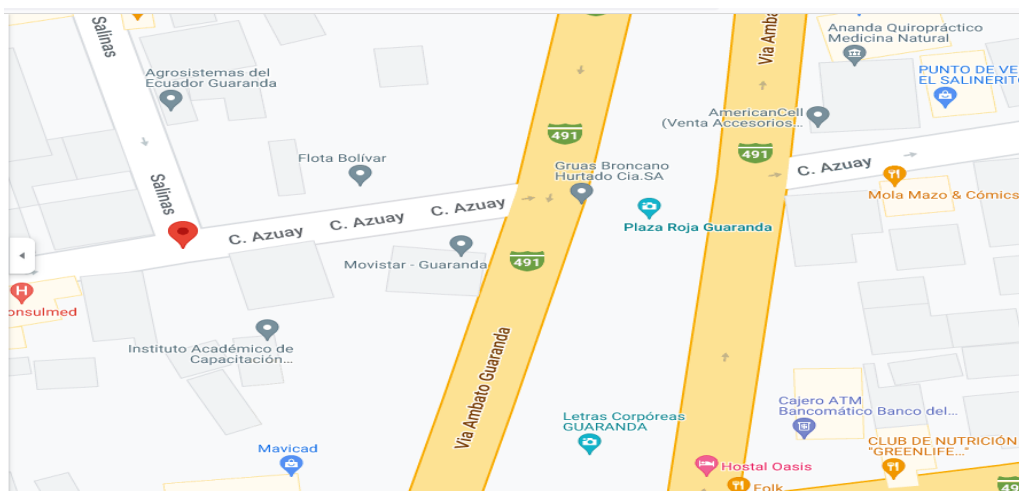 Salinas
Via Amba
Ananda Quiropráctico
Medicina Natural
Agrosistemas del
Ecuador Guaranda
PUNTO DE VE
EL SALINERIT
AmericanCell
(Venta Accesorios...
491
491
Flota Bolívar
Gruas Broncano
Hurtado Cia.SA
C. Azuay
Salinas
Mola Mazo & Cómics
C. Azuay
C. Azuay
C. Azuay
Plaza Roja Guaranda
Movistar - Guaranda
491
H
onsulmed
Instituto Académico de
Capacitación...
Via Ambato Guaranda
Cajero ATM
Bancomático Banco del...
Letras Corpóreas
GUARANDA
Mavicad
CLUB DE NUTRICIÓN
"GREENLIFE..."
Hostal Oasis
Folk
49